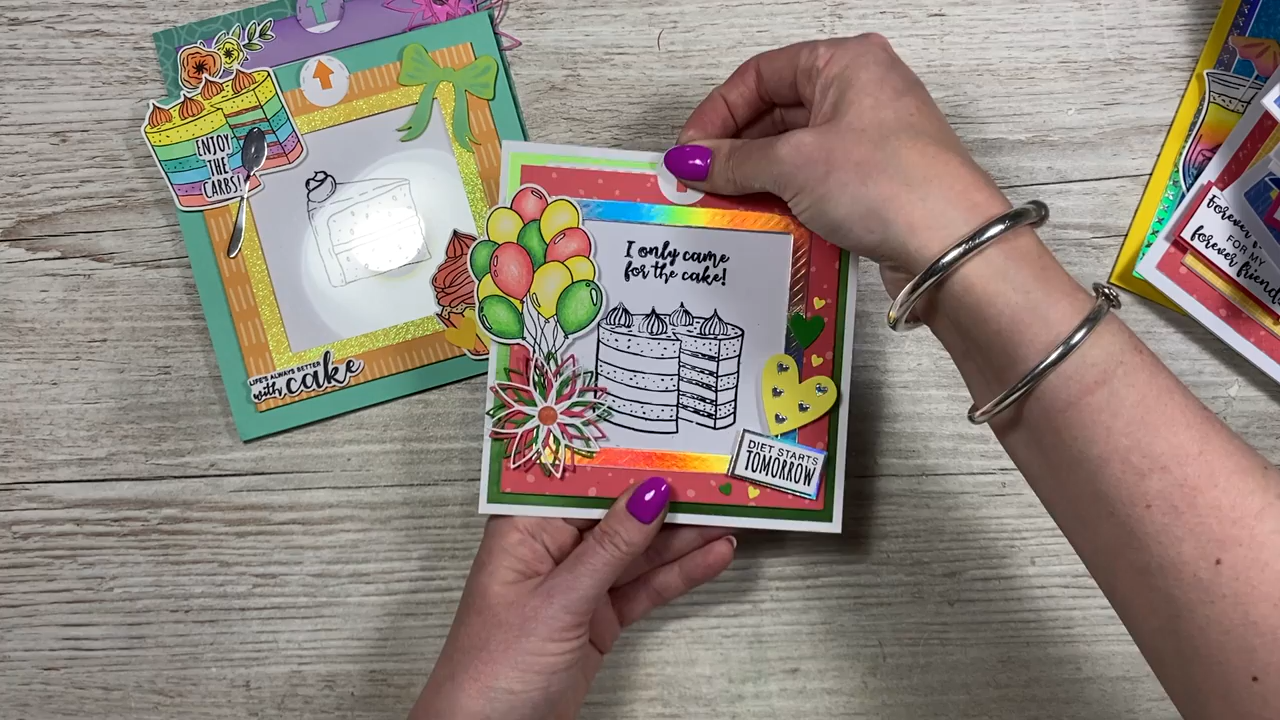 ENJOY
THE
CARBS!
LIFE'S ALWAYS BETTER
with cake
I only came
for the cake!
DIET STARTS
TOMORROW
Forever
FOR MY
forever friend